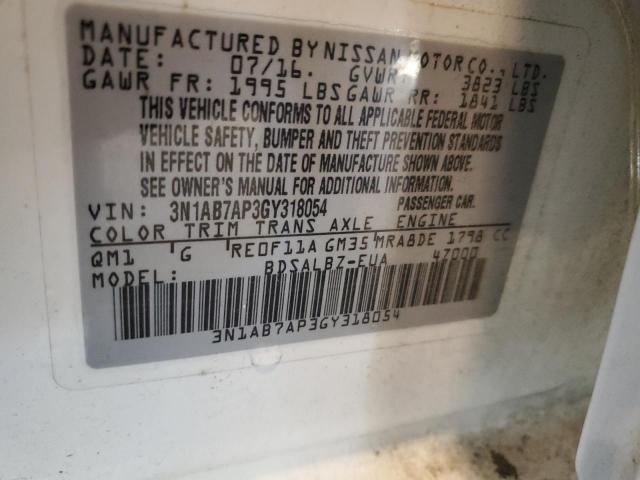 MANUFACTURED BY NISSAN MOTOR CO., LTD.
DATE: 07/16. GVWR: 3823 LBS
GAWR FR: 1995 LBS GAWR RR: 1841 LBS
THIS VEHICLE CONFORMS TO ALL APPLICABLE FEDERAL MOTOR
VEHICLE SAFETY, BUMPER AND THEFT PREVENTION STANDARDS
IN EFFECT ON THE DATE OF MANUFACTURE SHOWN ABOVE.
SEE OWNER'S MANUAL FOR ADDITIONAL INFORMATION.
VIN: 3N1AB7AP3GY318054 PASSENGER CAR.
COLOR TRIM TRANS AXLE ENGINE
QM1 G RE0F11A GM35 MRA8DE 1798 CC
MODEL: BDSALBZ-EUA 47000
3N1AB7AP3GY318054